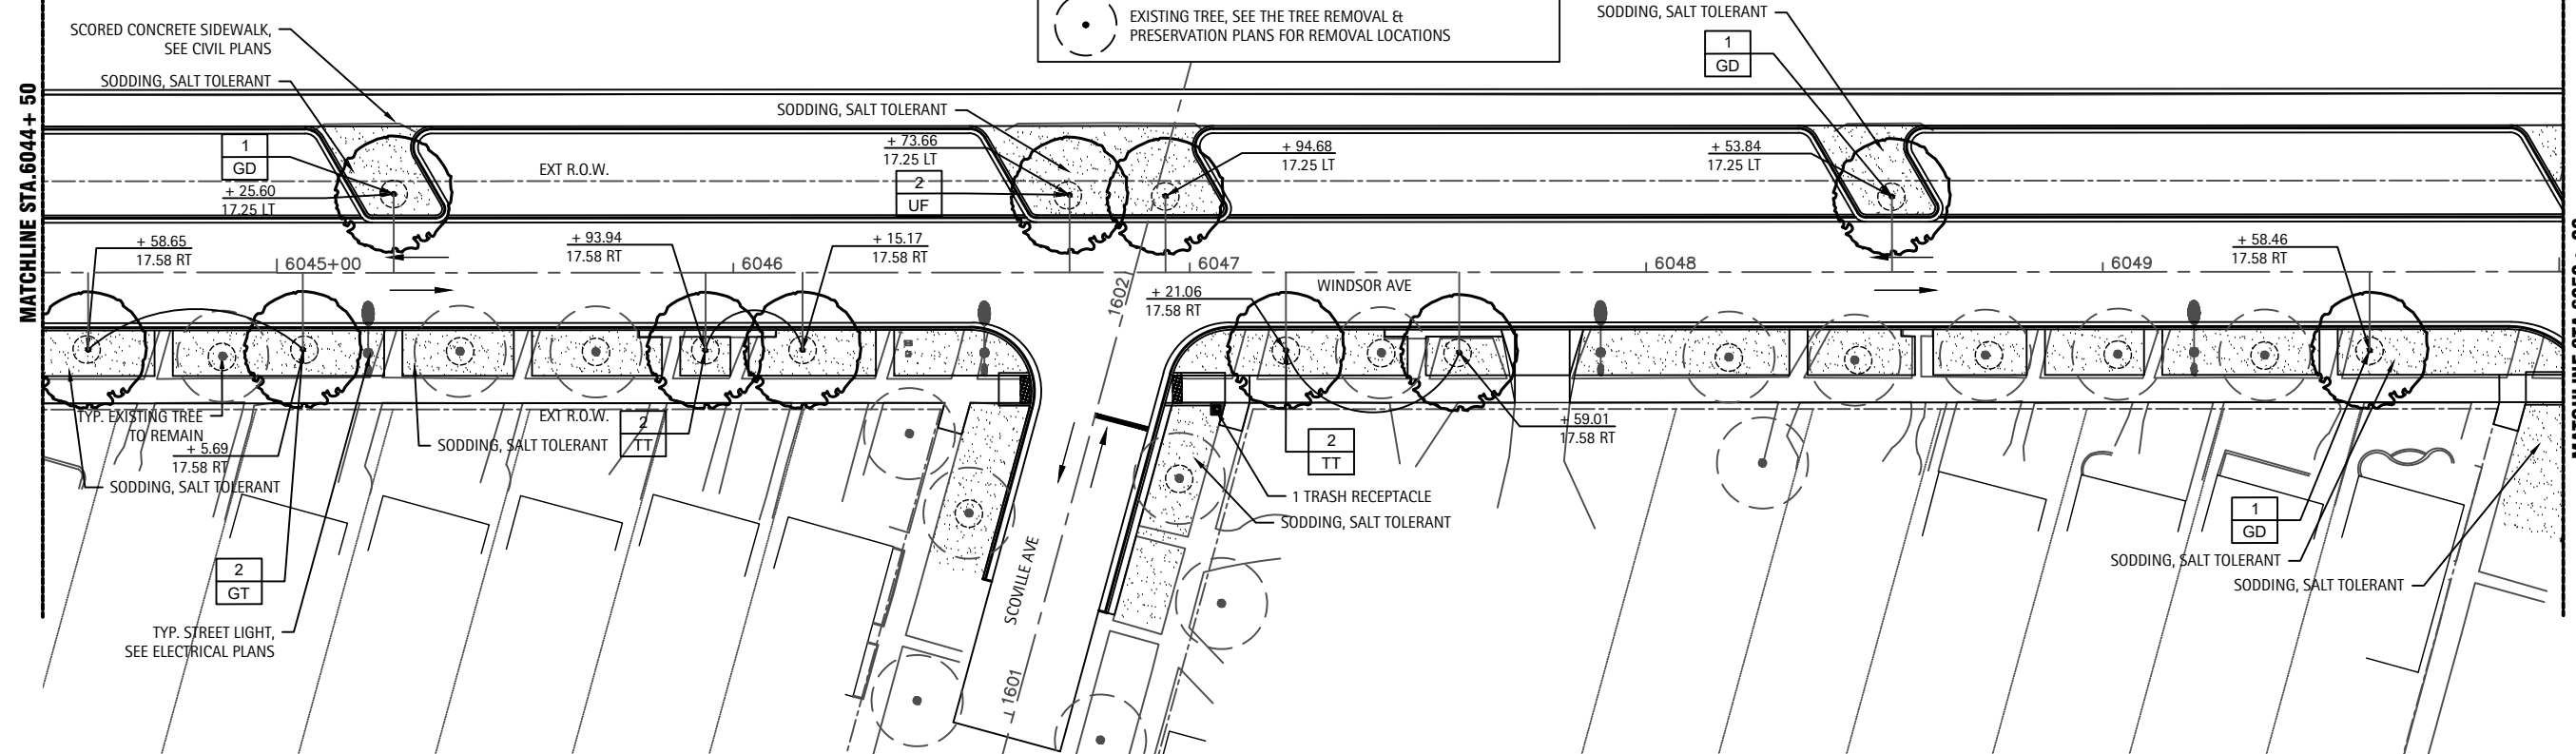 EXISTING TREE, SEE THE TREE REMOVAL &
PRESERVATION PLANS FOR REMOVAL LOCATIONS
SCORED CONCRETE SIDEWALK,
SEE CIVIL PLANS
SODDING, SALT TOLERANT
SODDING, SALT TOLERANT
1
GD
MATCHLINE STA.6044+ 50
SODDING, SALT TOLERANT
1
GD
+ 25.60
17.25 LT
EXT R.O.W.
+ 73.66
17.25 LT
2
UF
+ 94.68
17.25 LT
+ 53.84
17.25 LT
+ 58.65
17.58 RT
6045+00
+ 93.94
17.58 RT
6046
+ 15.17
17.58 RT
1602
6047
+ 21.06
17.58 RT
WINDSOR AVE
6048
6049
+ 58.46
17.58 RT
TYP. EXISTING TREE
TO REMAIN
+ 5.69
17.58 RT
SODDING, SALT TOLERANT
EXT R.O.W.
SODDING, SALT TOLERANT
2
TT
2
TT
+ 59.01
17.58 RT
1 TRASH RECEPTACLE
SODDING, SALT TOLERANT
1
GD
SODDING, SALT TOLERANT
SODDING, SALT TOLERANT
2
GT
TYP. STREET LIGHT,
SEE ELECTRICAL PLANS
SCOVILLE AVE
1601